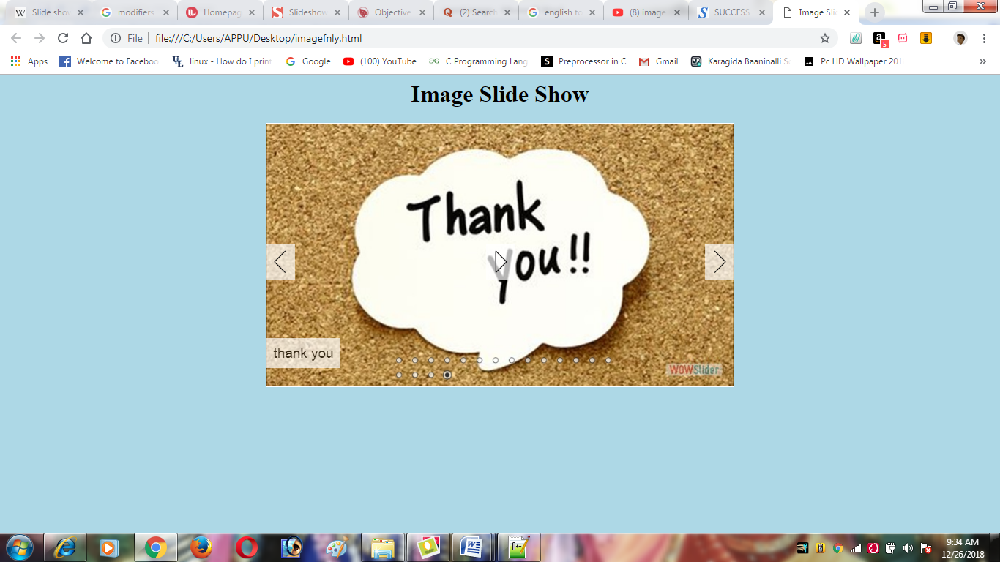 Slide show
modifiers
Homepag
Slideshow
Objective
(2) Search
english to
(8) image
SUCCESS
Image Slid
File
file:///C:/Users/APPU/Desktop/imagefnly.html
5
Apps
Welcome to Faceboo
linux - How do I print
Google
(100) YouTube
C Programming Lang
Preprocessor in C
Gmail
Karagida Baaninalli S
Pc HD Wallpaper 201
»
Image Slide Show
Thank
you!!
thank you
WOWSlider
9:34 AM
12/26/2018